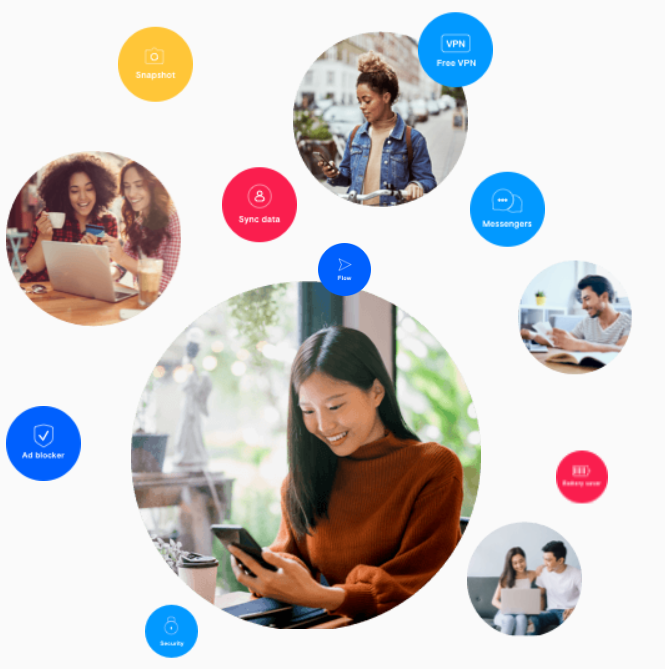 VPN
Free VPN
Snapshot
Sync data
Messengers
Flow
Ad blocker
Battery saver
Security